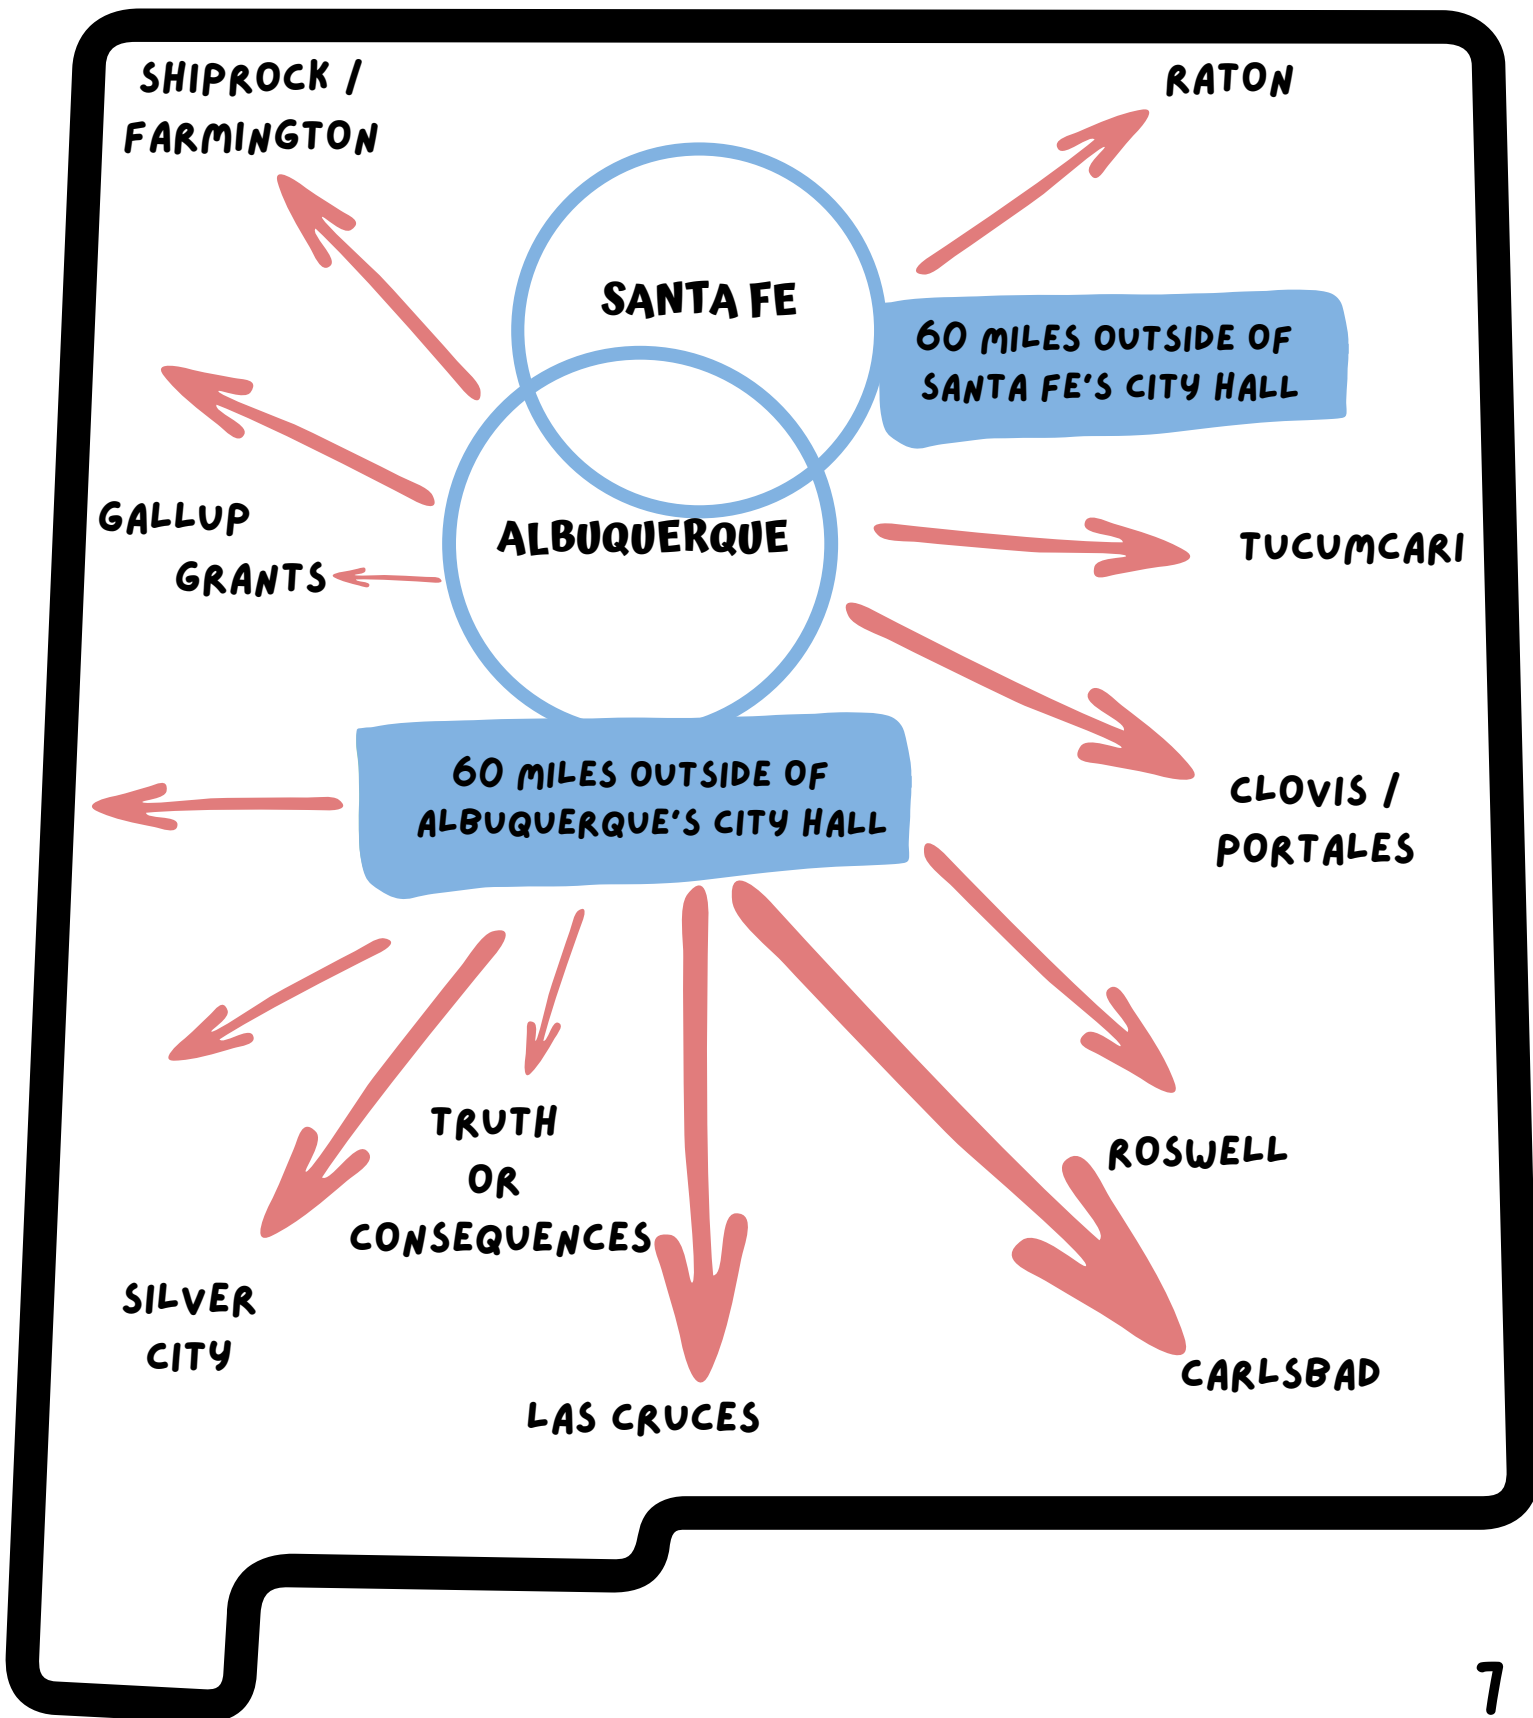 SHIPROCK /
FARMINGTON
RATON
SANTA FE
60 MILES OUTSIDE OF
SANTA FE'S CITY HALL
GALLUP
GRANTS
ALBUQUERQUE
TUCUMCARI
60 MILES OUTSIDE OF
ALBUQUERQUE'S CITY HALL
CLOVIS /
PORTALES
TRUTH
OR
CONSEQUENCES
ROSWELL
SILVER
CITY
LAS CRUCES
CARLSBAD
7